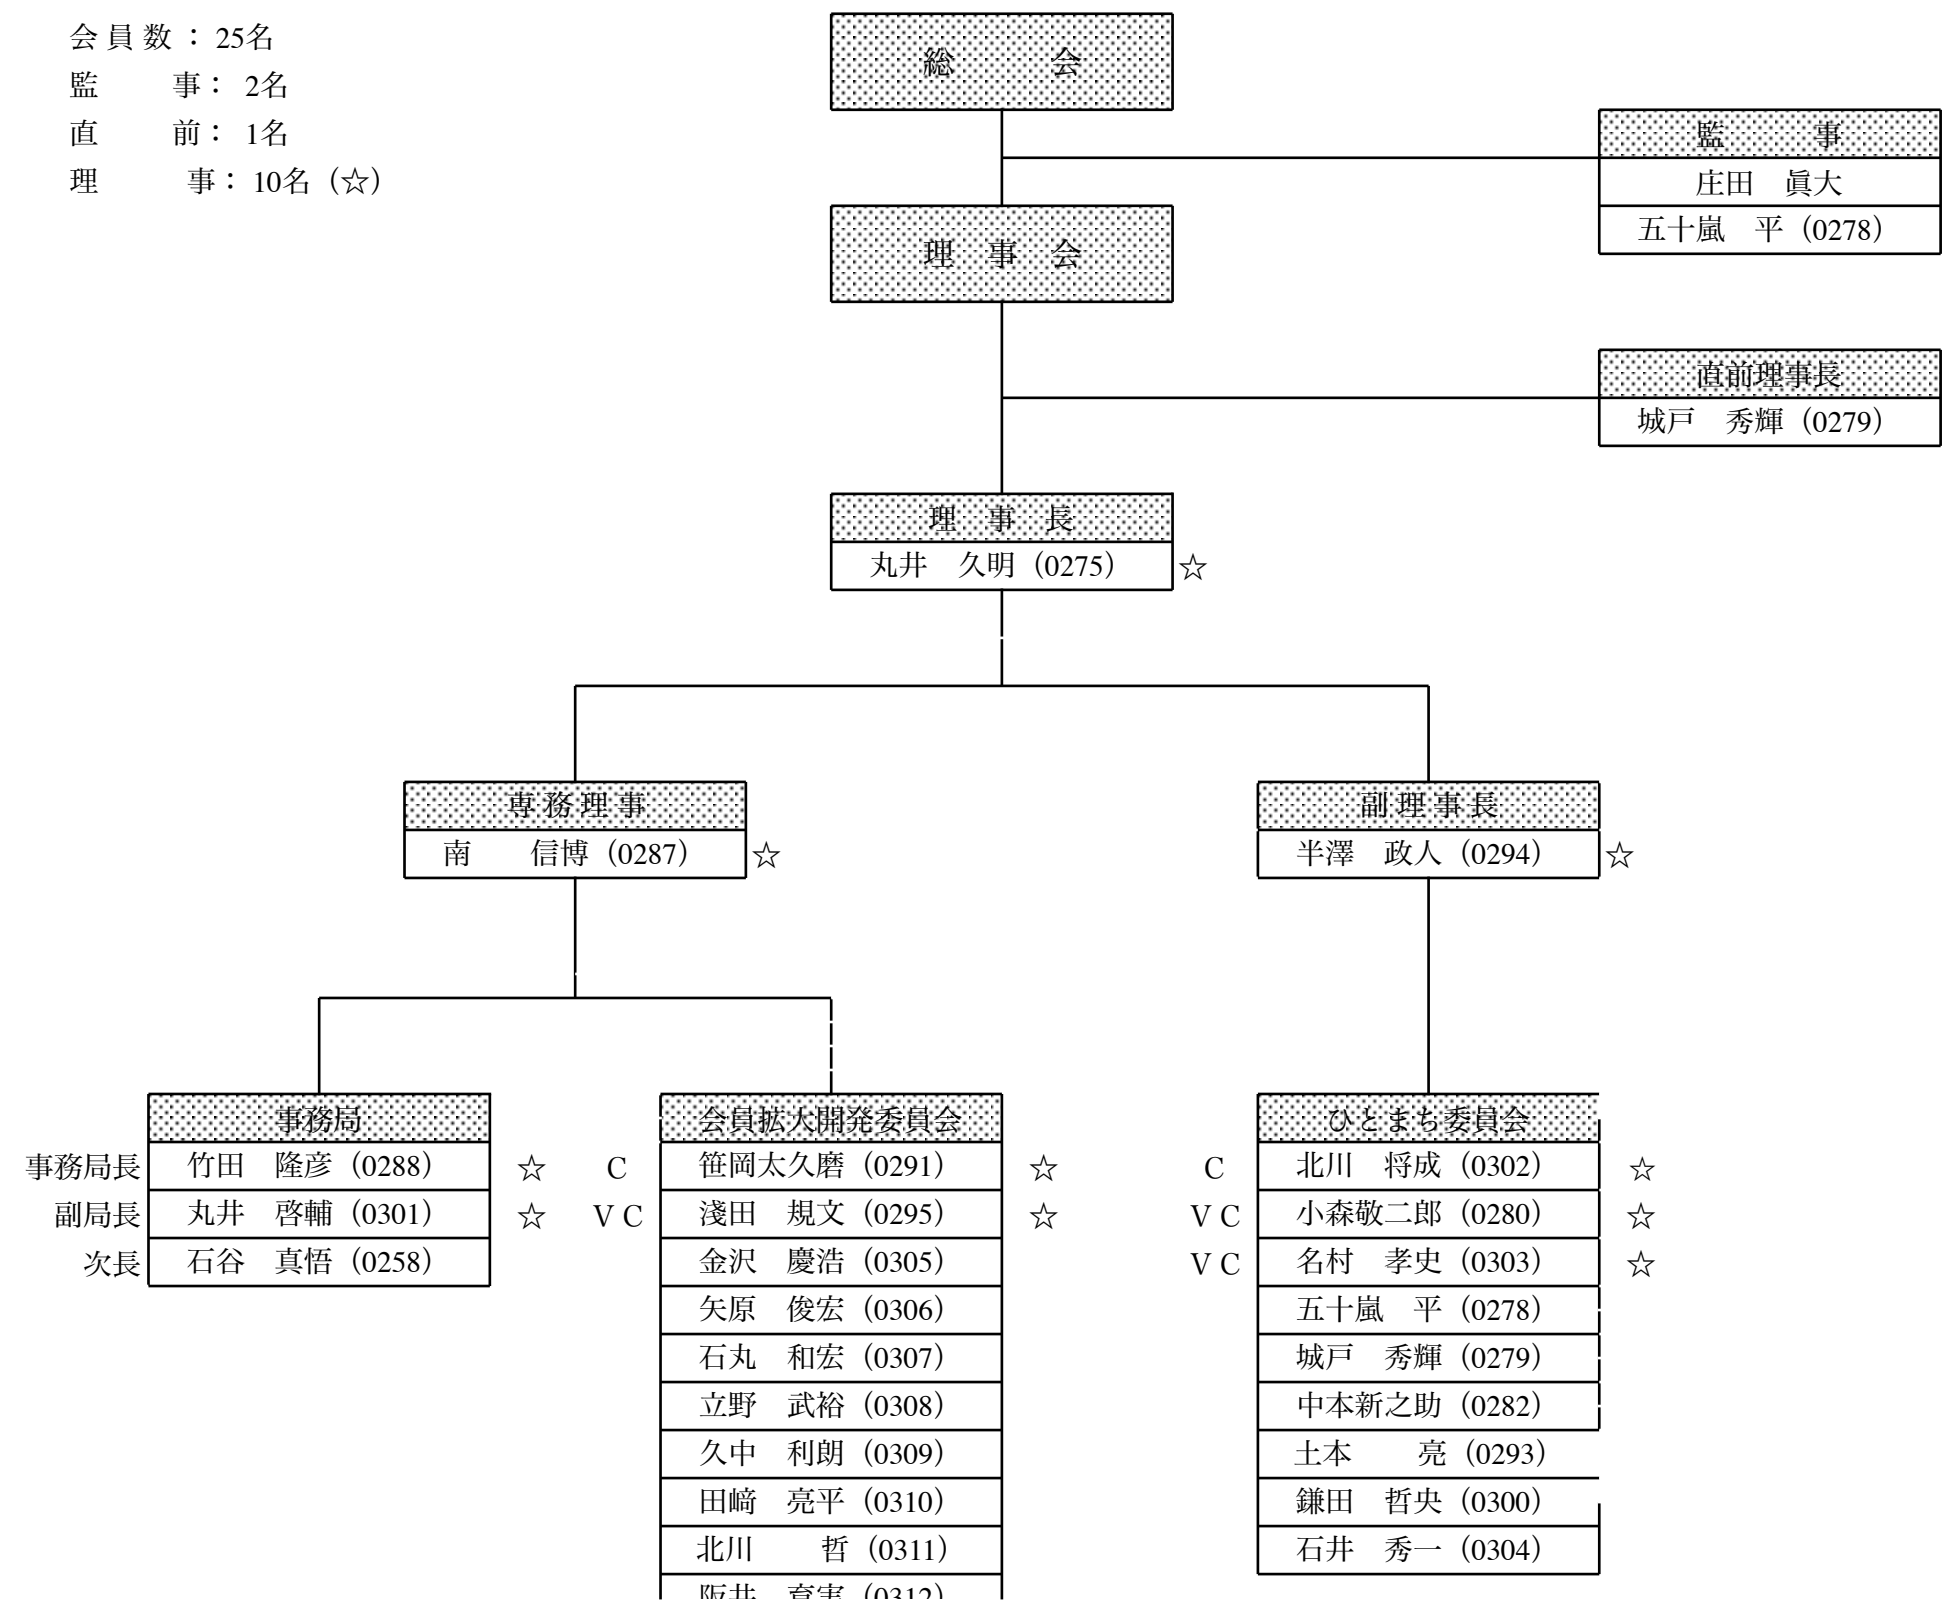 会員数：25名
監　　事：　2名
直　　前：　1名
理　　　事：10名（☆）
総　　　会
監　　　事
庄田　眞大
五十嵐　平（0278）
理　事　会
直前理事長
城戸　秀輝（0279）
理　事　長
丸井　久明（0275）☆
専務理事
南　　信博（0287）☆
副理事長
半澤　政人（0294）☆
事務局
事務局長 竹田　隆彦（0288）☆
副局長 丸井　啓輔（0301）☆
次長 石谷　真悟（0258）
会員拡大開発委員会
C 笹岡太久磨（0291）☆
V C 淺田　規文（0295）☆
金沢　慶浩（0305）
矢原　俊宏（0306）
石丸　和宏（0307）
立野　武裕（0308）
久中　利朗（0309）
田﨑　亮平（0310）
北川　　哲（0311）
ひとまち委員会
C 北川　将成（0302）☆
V C 小森敬二郎（0280）☆
V C 名村　孝史（0303）☆
五十嵐　平（0278）
城戸　秀輝（0279）
中本新之助（0282）
土本　　亮（0293）
鎌田　哲央（0300）
石井　秀一（0304）